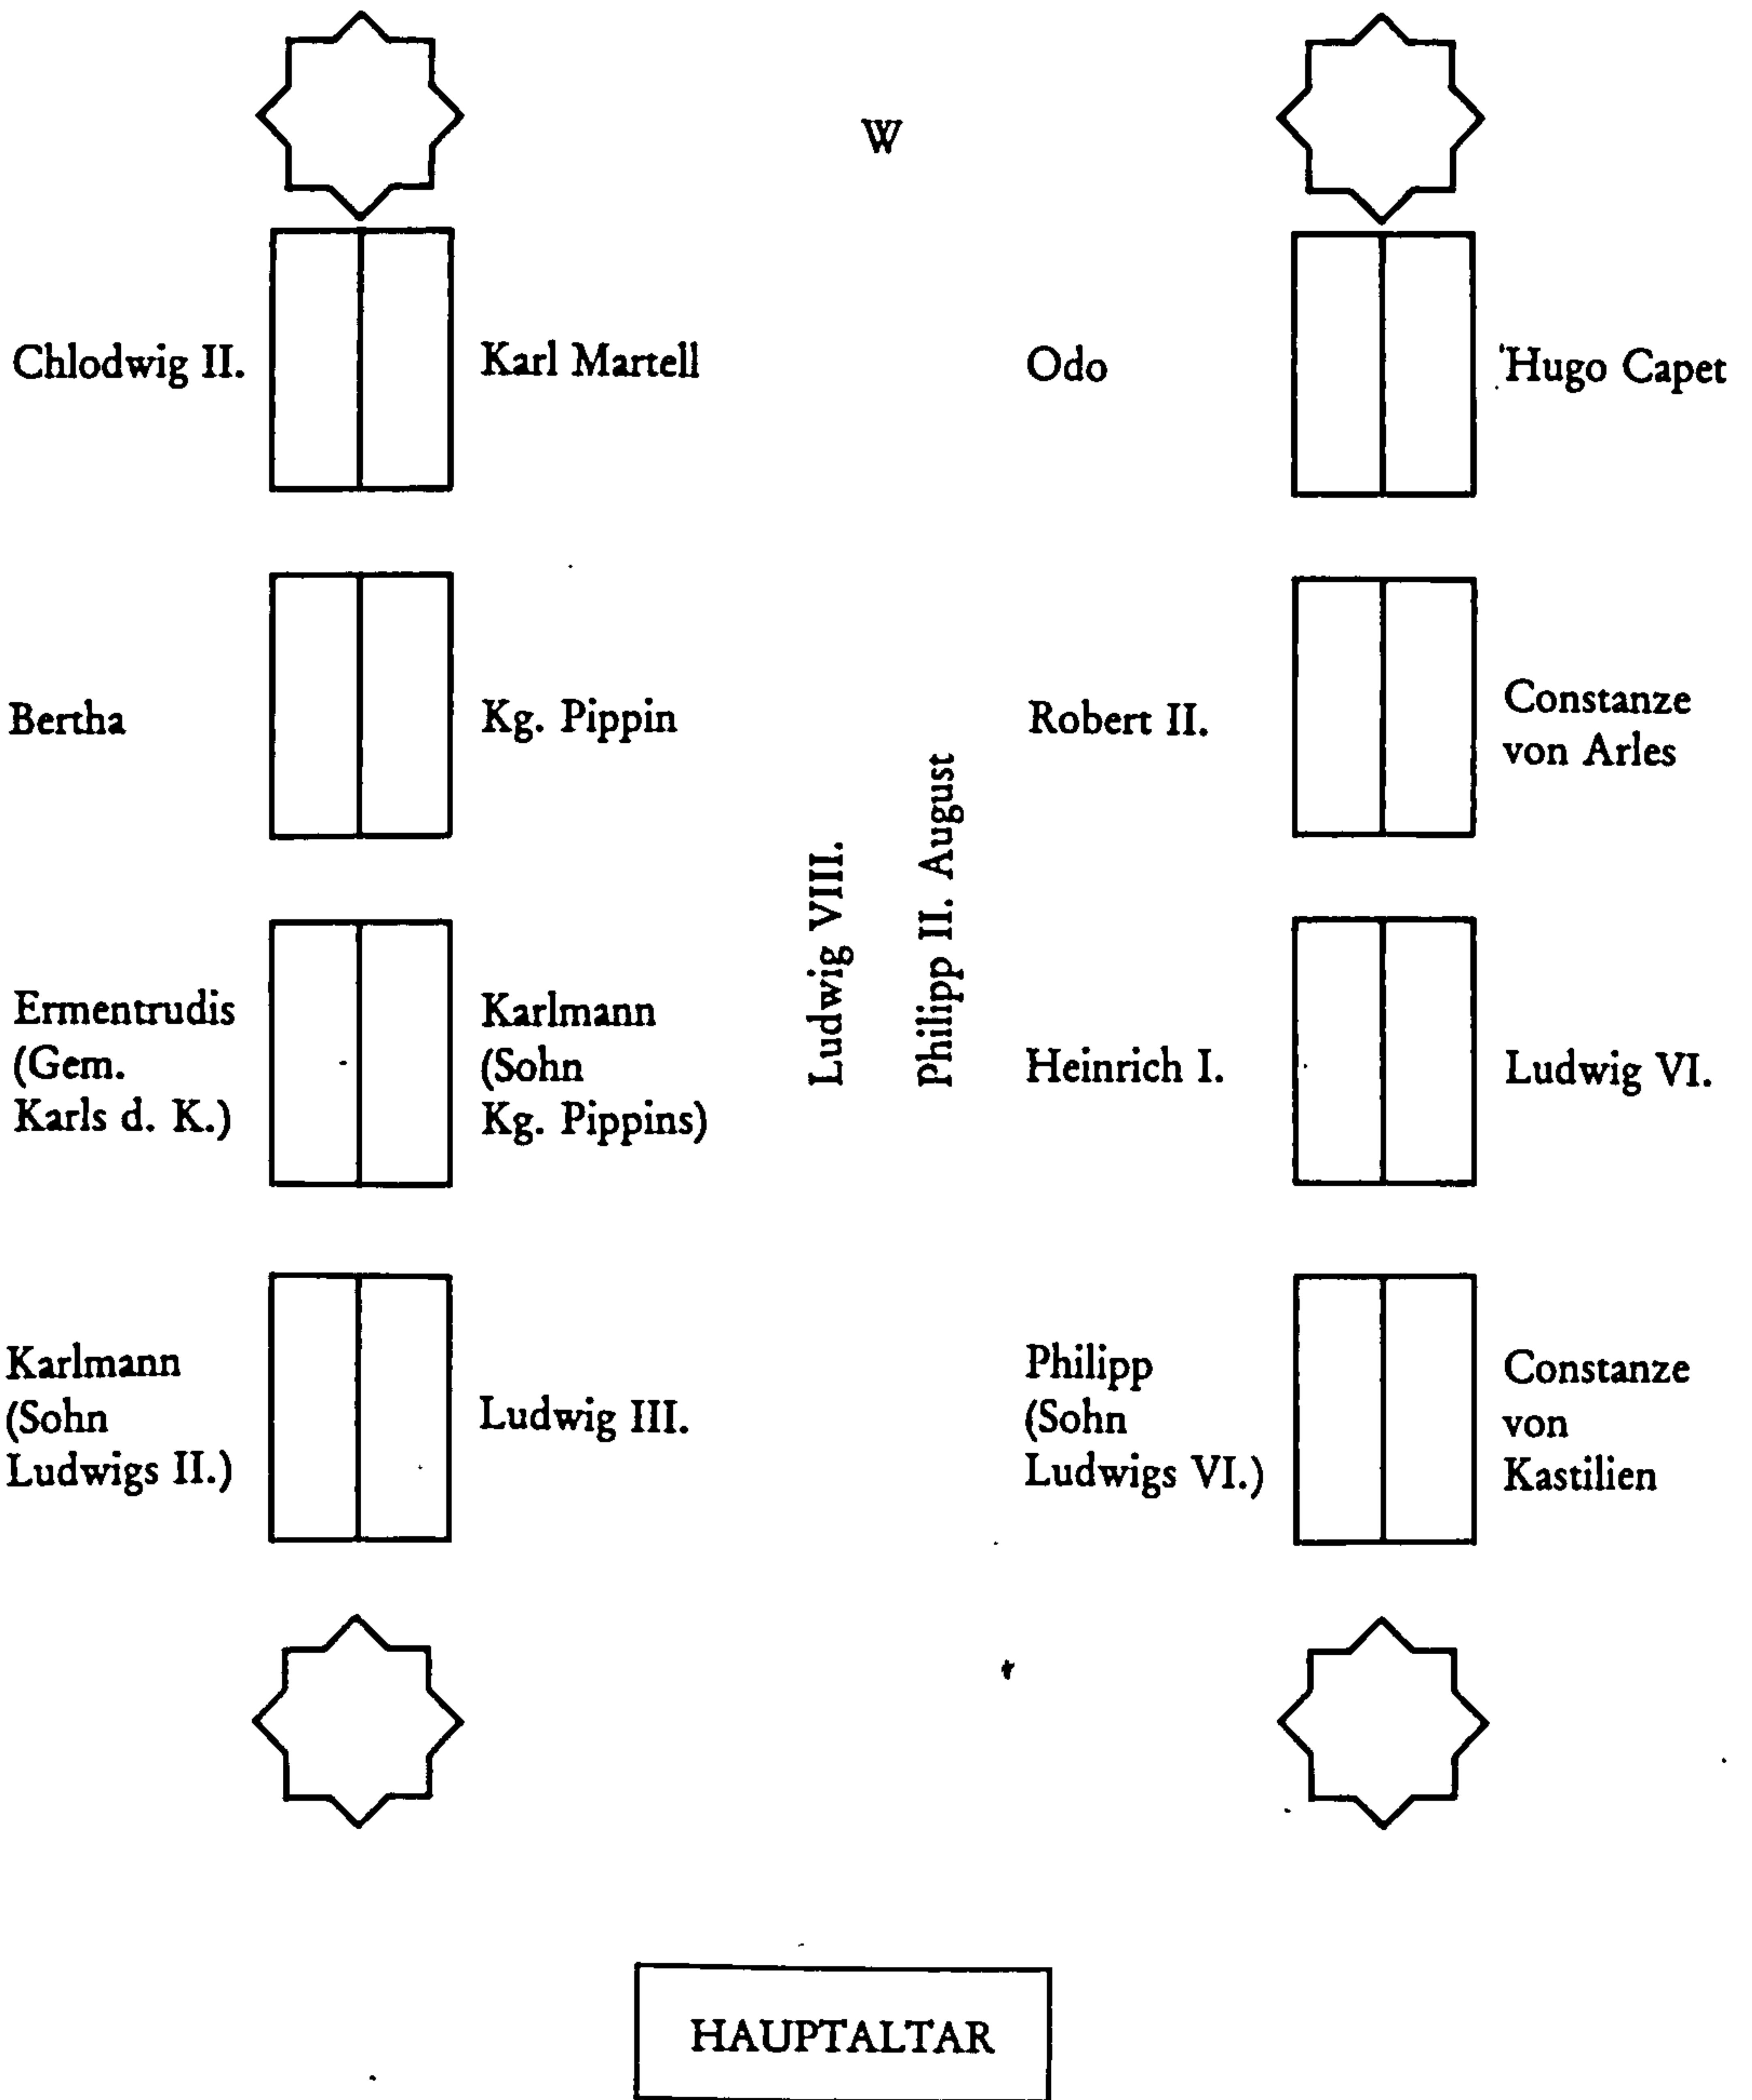 W
Chlodwig II.
Karl Martell
Odo
Hugo Capet
Bertha
Kg. Pippin
Robert II.
Constanze
von Arles
Ludwig VIII.
Philipp II. August
Ermentrudis
(Gem.
Karls d. K.)
Karlmann
(Sohn
Kg. Pippins)
Heinrich I.
Ludwig VI.
Karlmann
(Sohn
Ludwigs II.)
Ludwig III.
Philipp
(Sohn
Ludwigs VI.)
Constanze
von
Kastilien
HAUPTALTAR